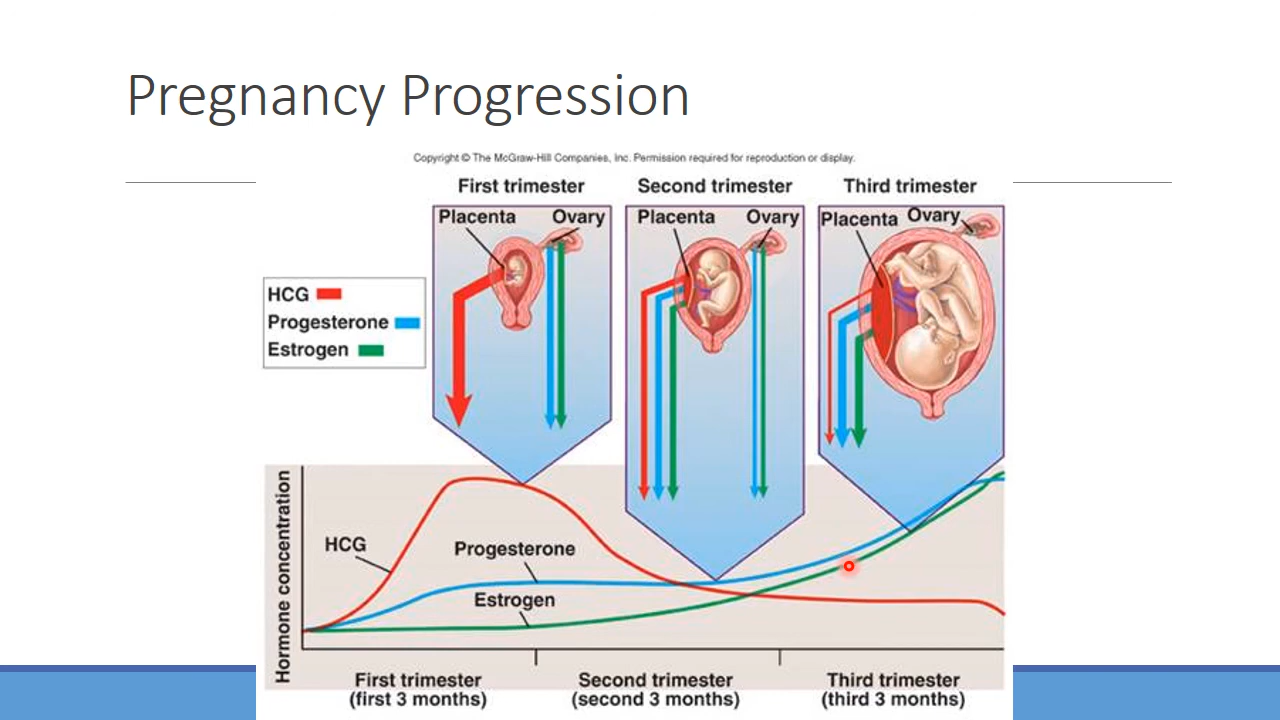 Pregnancy Progression
Copyright © The McGraw-Hill Companies, Inc. Permission required for reproduction or display.
First trimester
Second trimester
Third trimester
Placenta
Ovary
Placenta
Ovary
Placenta
Ovary
HCG
Progesterone
Estrogen
Hormone concentration
HCG
Progesterone
Estrogen
First trimester
(first 3 months)
Second trimester
(second 3 months)
Third trimester
(third 3 months)